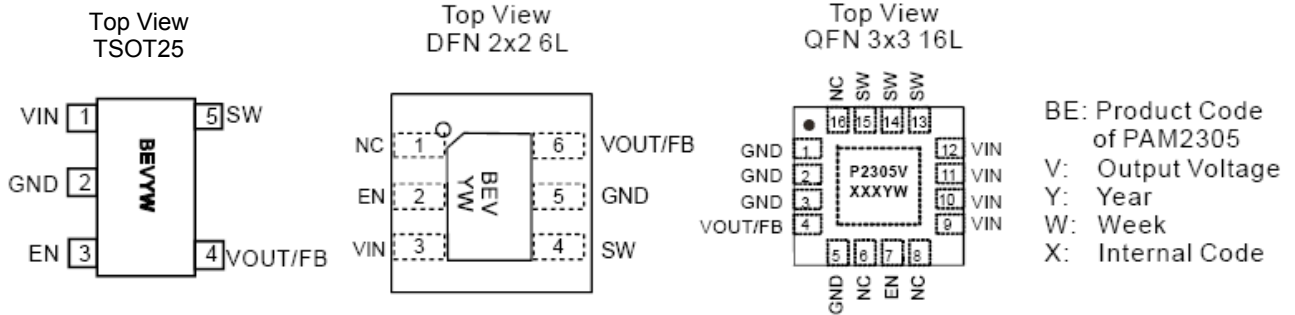 Top View
TSOT25
VIN 1
5 SW
GND 2
EN 3
4 VOUT/FB
BEVYW
Top View
DFN 2x2 6L
NC 1
6 VOUT/FB
EN 2
5 GND
VIN 3
4 SW
BEV
YW
Top View
QFN 3x3 16L
NC SW SW SW
16 15 14 13
GND 1
12 VIN
GND 2
11 VIN
GND 3
10 VIN
VOUT/FB 4
9 VIN
P2305V
XXXYW
5 6 7 8
GND NC EN NC
BE: Product Code
of PAM2305
V: Output Voltage
Y: Year
W: Week
X: Internal Code